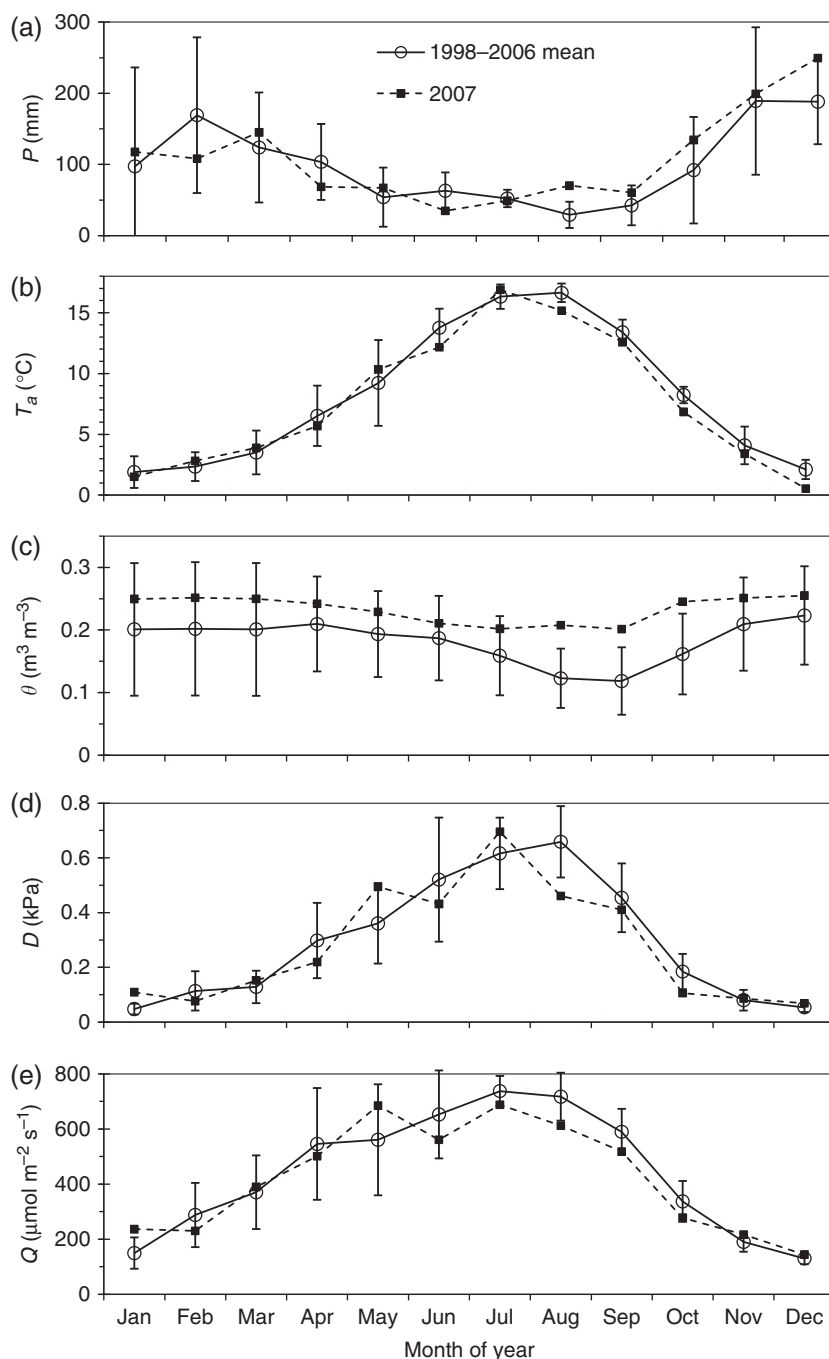 (a)
300
200
100
0
P (mm)
1998–2006 mean
2007
(b)
15
10
5
0
Tₐ (°C)
(c)
0.3
0.2
0.1
0
θ (m³ m⁻³)
(d)
0.8
0.6
0.4
0.2
0
D (kPa)
(e)
800
600
400
200
0
Q (µmol m⁻² s⁻¹)
Jan Feb Mar Apr May Jun Jul Aug Sep Oct Nov Dec
Month of year